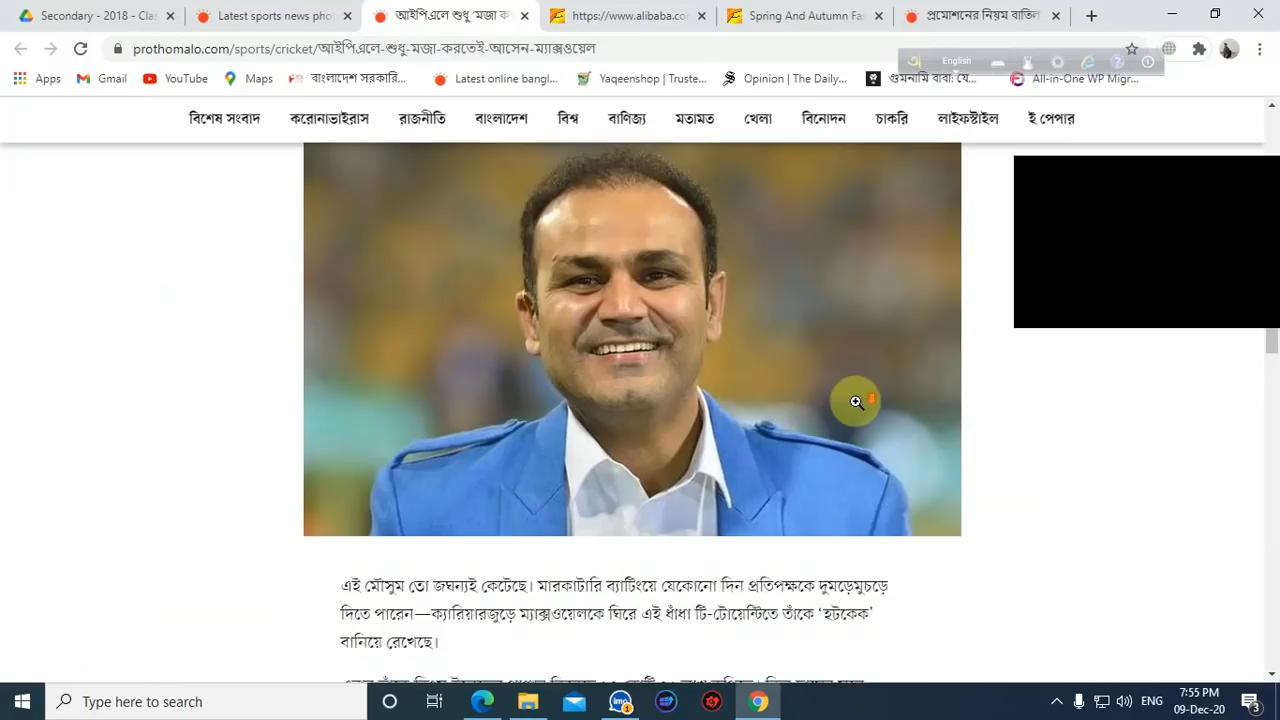 Secondary - 2018 - Clas
Latest sports news phot
আইপিএলে শুধু 'মজা ক
https://www.alibaba.co
Spring And Autumn Fas
প্রমোশনের নিয়ম বাতিল
prothomalo.com/sports/cricket/আইপিএলে-শুধু-মজা-করতেই-আসেন-ম্যাক্সওয়েল
English
Apps
Gmail
YouTube
Maps
বাংলাদেশ সরকারি...
Latest online bangl...
Yaqeenshop | Truste...
Opinion | The Daily...
গুমনামি বাবা: যে...
All-in-One WP Migr...
বিশেষ সংবাদ করোনাভাইরাস রাজনীতি বাংলাদেশ বিশ্ব বাণিজ্য মতামত খেলা বিনোদন চাকরি লাইফস্টাইল ই পেপার
এই মৌসুম তো জঘন্যই কেটেছে। মারকাটারি ব্যাটিংয়ে যেকোনো দিন প্রতিপক্ষকে দুমড়েমুচড়ে
দিতে পারেন—ক্যারিয়ারজুড়ে ম্যাক্সওয়েলকে ঘিরে এই ধাঁধা টি-টোয়েন্টিতে তাঁকে ‘হটকেক’
বানিয়ে রেখেছে।
Type here to search
ENG
7:55 PM
09-Dec-20